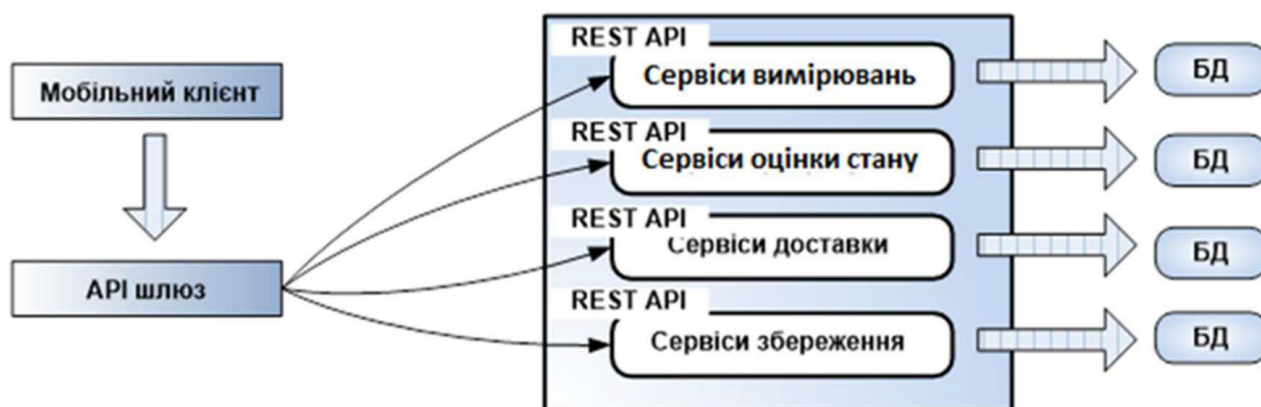 REST API
Сервіси вимірювань
БД
Мобільний клієнт
REST API
Сервіси оцінки стану
БД
REST API
Сервіси доставки
БД
АРІ шлюз
REST API
Сервіси збереження
БД